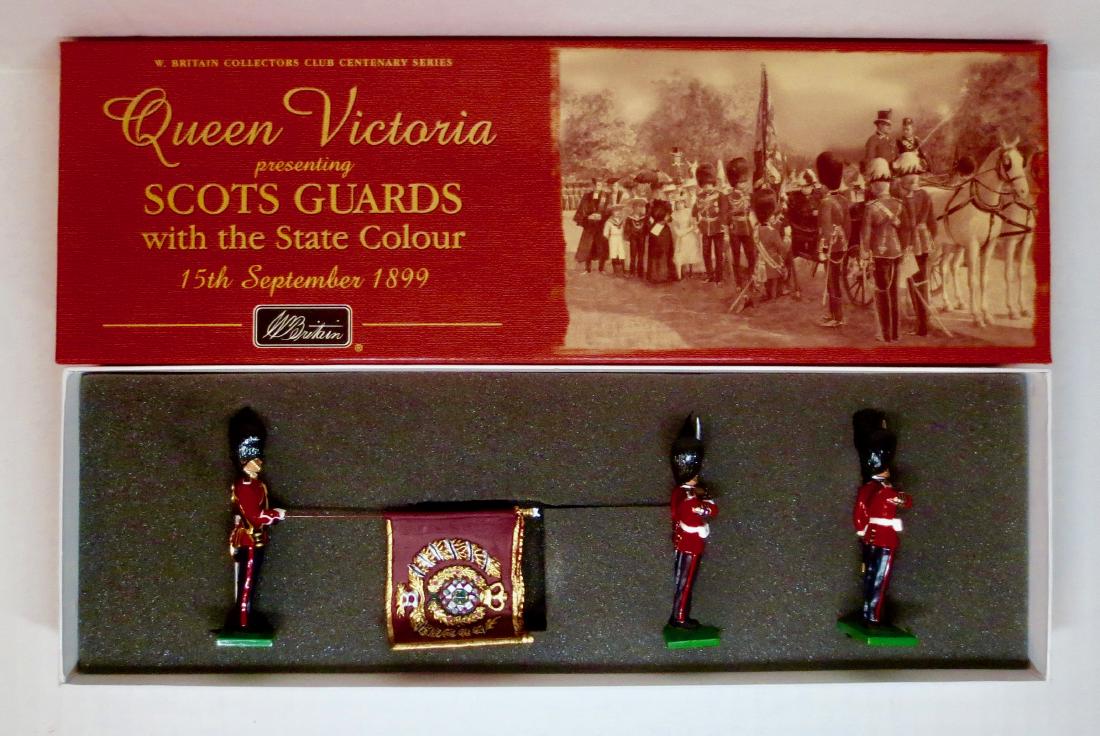 W. BRITAIN COLLECTORS CLUB CENTENARY SERIES
Queen Victoria
presenting
SCOTS GUARDS
with the State Colour
15th September 1899
W Britain ®